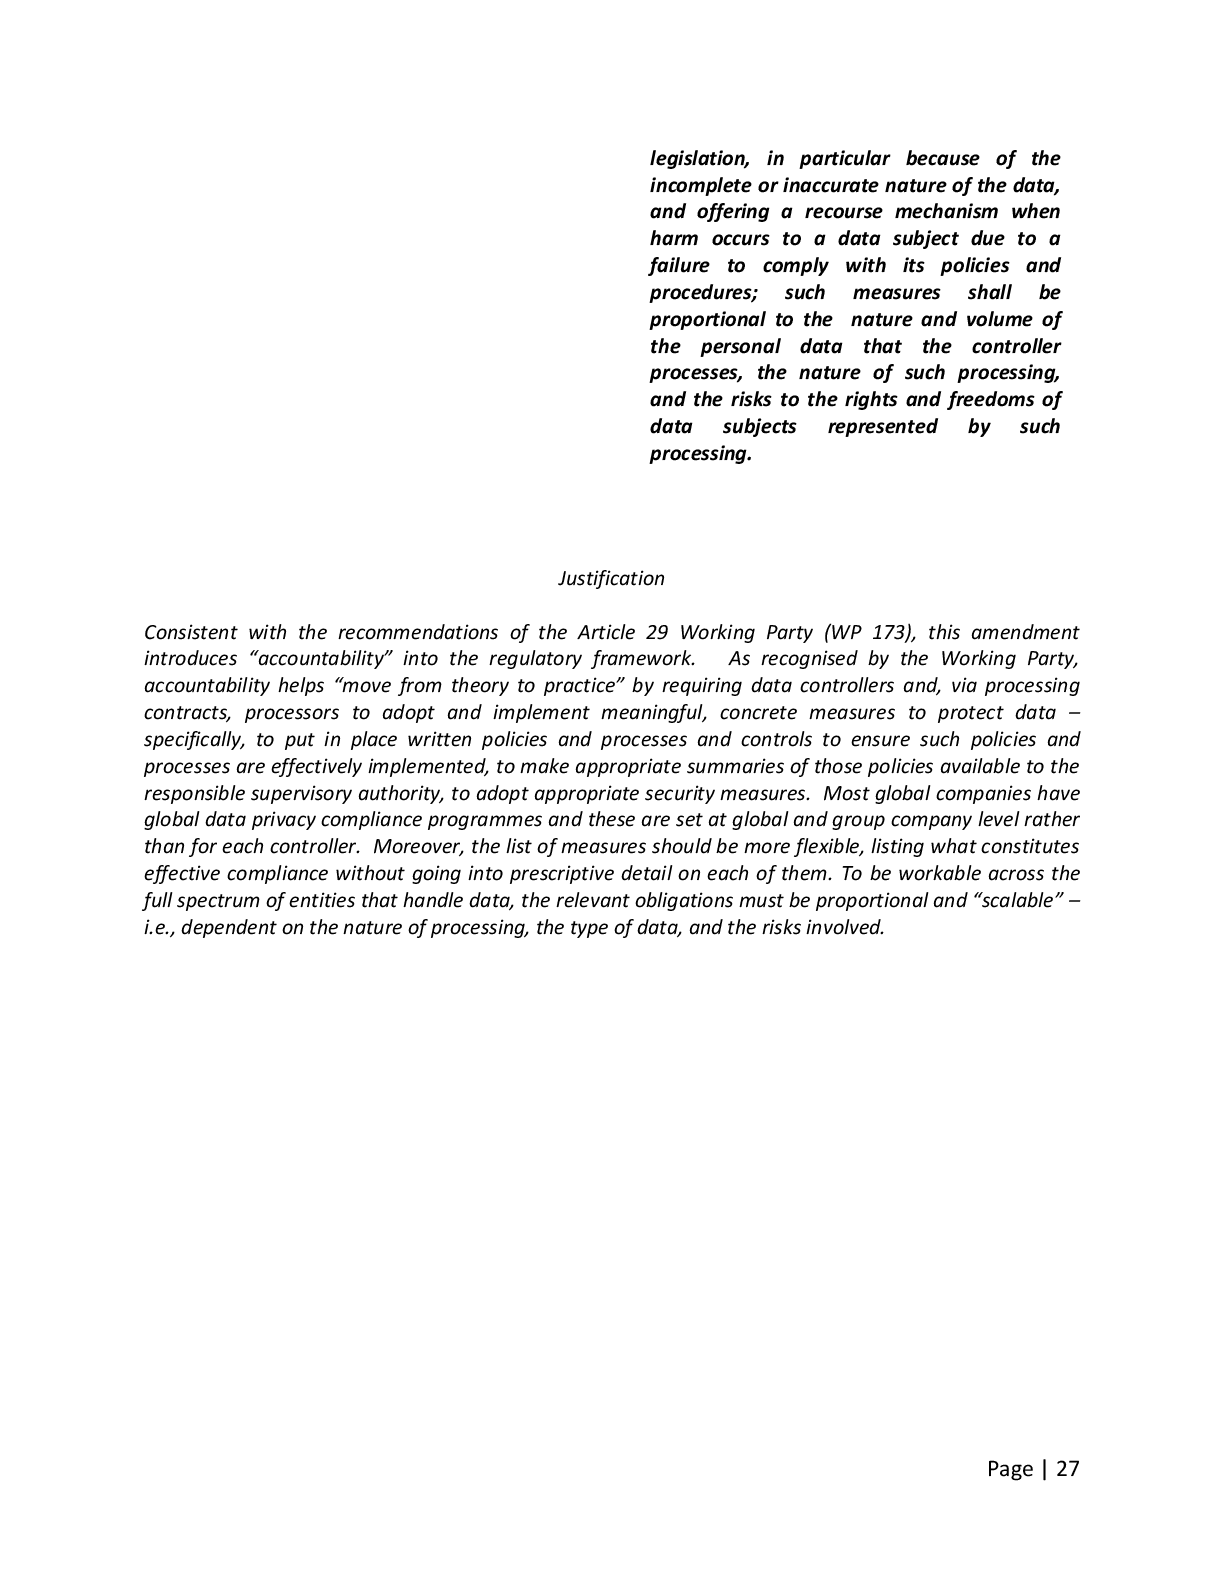 legislation, in particular because of the
incomplete or inaccurate nature of the data,
and offering a recourse mechanism when
harm occurs to a data subject due to a
failure to comply with its policies and
procedures; such measures shall be
proportional to the nature and volume of
the personal data that the controller
processes, the nature of such processing,
and the risks to the rights and freedoms of
data subjects represented by such
processing.
Justification
Consistent with the recommendations of the Article 29 Working Party (WP 173), this amendment
introduces “accountability” into the regulatory framework. As recognised by the Working Party,
accountability helps “move from theory to practice” by requiring data controllers and, via processing
contracts, processors to adopt and implement meaningful, concrete measures to protect data –
specifically, to put in place written policies and processes and controls to ensure such policies and
processes are effectively implemented, to make appropriate summaries of those policies available to the
responsible supervisory authority, to adopt appropriate security measures. Most global companies have
global data privacy compliance programmes and these are set at global and group company level rather
than for each controller. Moreover, the list of measures should be more flexible, listing what constitutes
effective compliance without going into prescriptive detail on each of them. To be workable across the
full spectrum of entities that handle data, the relevant obligations must be proportional and “scalable” –
i.e., dependent on the nature of processing, the type of data, and the risks involved.
Page | 27